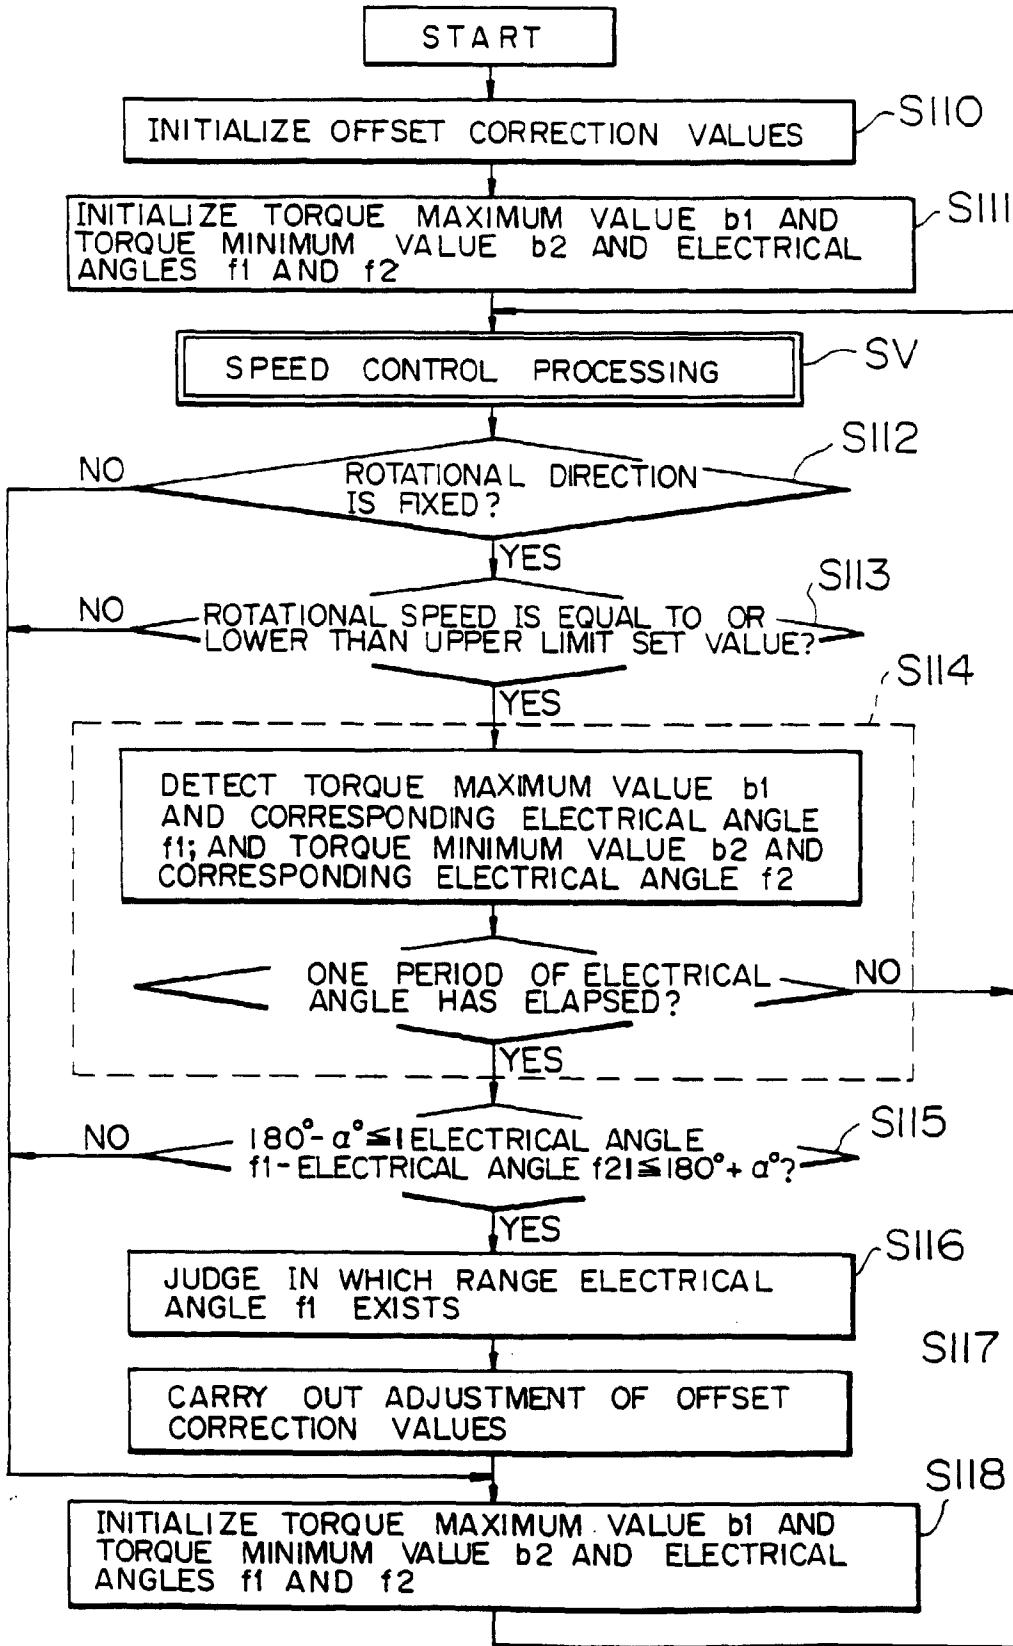 START
INITIALIZE OFFSET CORRECTION VALUES
S110
INITIALIZE TORQUE MAXIMUM VALUE b1 AND
TORQUE MINIMUM VALUE b2 AND ELECTRICAL
ANGLES f1 AND f2
S111
SPEED CONTROL PROCESSING
SV
S112
NO
ROTATIONAL DIRECTION
IS FIXED?
YES
S113
NO
ROTATIONAL SPEED IS EQUAL TO OR
LOWER THAN UPPER LIMIT SET VALUE?
YES
S114
DETECT TORQUE MAXIMUM VALUE b1
AND CORRESPONDING ELECTRICAL ANGLE
f1; AND TORQUE MINIMUM VALUE b2 AND
CORRESPONDING ELECTRICAL ANGLE f2
ONE PERIOD OF ELECTRICAL
ANGLE HAS ELAPSED?
NO
YES
S115
NO
180°-α°≦|ELECTRICAL ANGLE
f1-ELECTRICAL ANGLE f2|≦180°+α°?
YES
S116
JUDGE IN WHICH RANGE ELECTRICAL
ANGLE f1 EXISTS
S117
CARRY OUT ADJUSTMENT OF OFFSET
CORRECTION VALUES
S118
INITIALIZE TORQUE MAXIMUM VALUE b1 AND
TORQUE MINIMUM VALUE b2 AND ELECTRICAL
ANGLES f1 AND f2